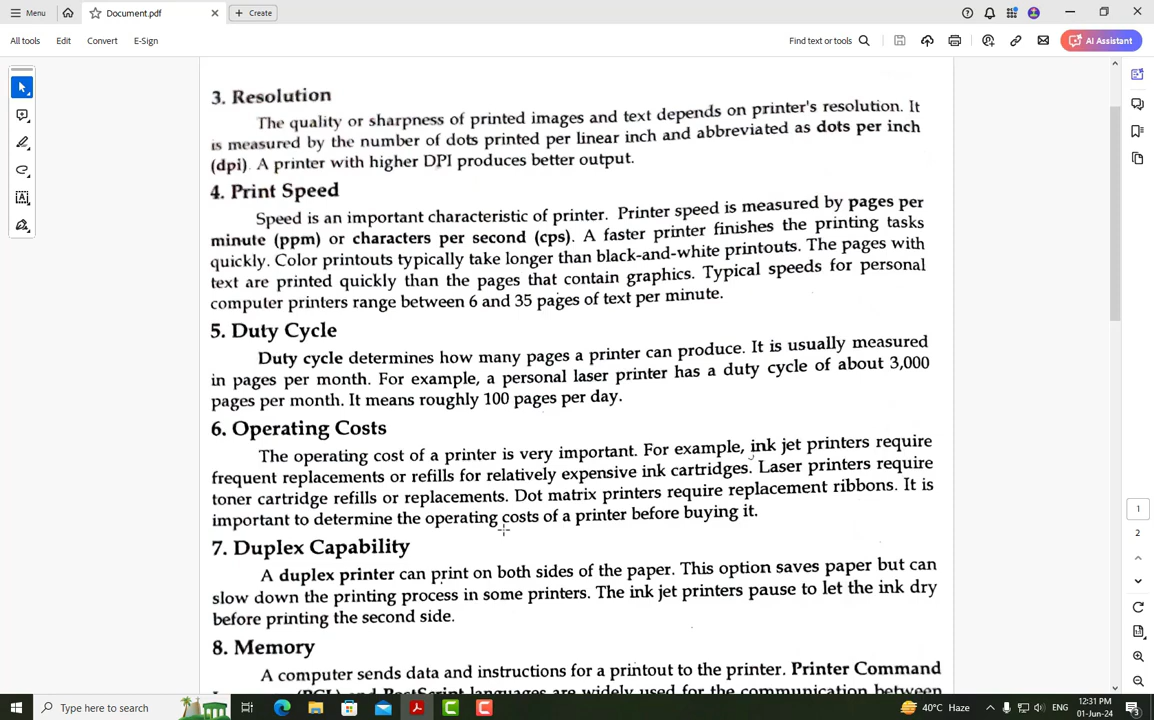 Menu
Document.pdf
Create
All tools
Edit
Convert
E-Sign
Find text or tools
AI Assistant
3. Resolution
The quality or sharpness of printed images and text depends on printer's resolution. It
is measured by the number of dots printed per linear inch and abbreviated as dots per inch
(dpi). A printer with higher DPI produces better output.
4. Print Speed
Speed is an important characteristic of printer. Printer speed is measured by pages per
minute (ppm) or characters per second (cps). A faster printer finishes the printing tasks
quickly. Color printouts typically take longer than black-and-white printouts. The pages with
text are printed quickly than the pages that contain graphics. Typical speeds for personal
computer printers range between 6 and 35 pages of text per minute.
5. Duty Cycle
Duty cycle determines how many pages a printer can produce. It is usually measured
in pages per month. For example, a personal laser printer has a duty cycle of about 3,000
pages per month. It means roughly 100 pages per day.
6. Operating Costs
The operating cost of a printer is very important. For example, ink jet printers require
frequent replacements or refills for relatively expensive ink cartridges. Laser printers require
toner cartridge refills or replacements. Dot matrix printers require replacement ribbons. It is
important to determine the operating costs of a printer before buying it.
7. Duplex Capability
A duplex printer can print on both sides of the paper. This option saves paper but can
slow down the printing process in some printers. The ink jet printers pause to let the ink dry
before printing the second side.
8. Memory
A computer sends data and instructions for a printout to the printer. Printer Command
(PCL) and PostScript languages are widely used for the communication between
1
2
Type here to search
40°C Haze
ENG
12:31 PM
01-Jun-24
3